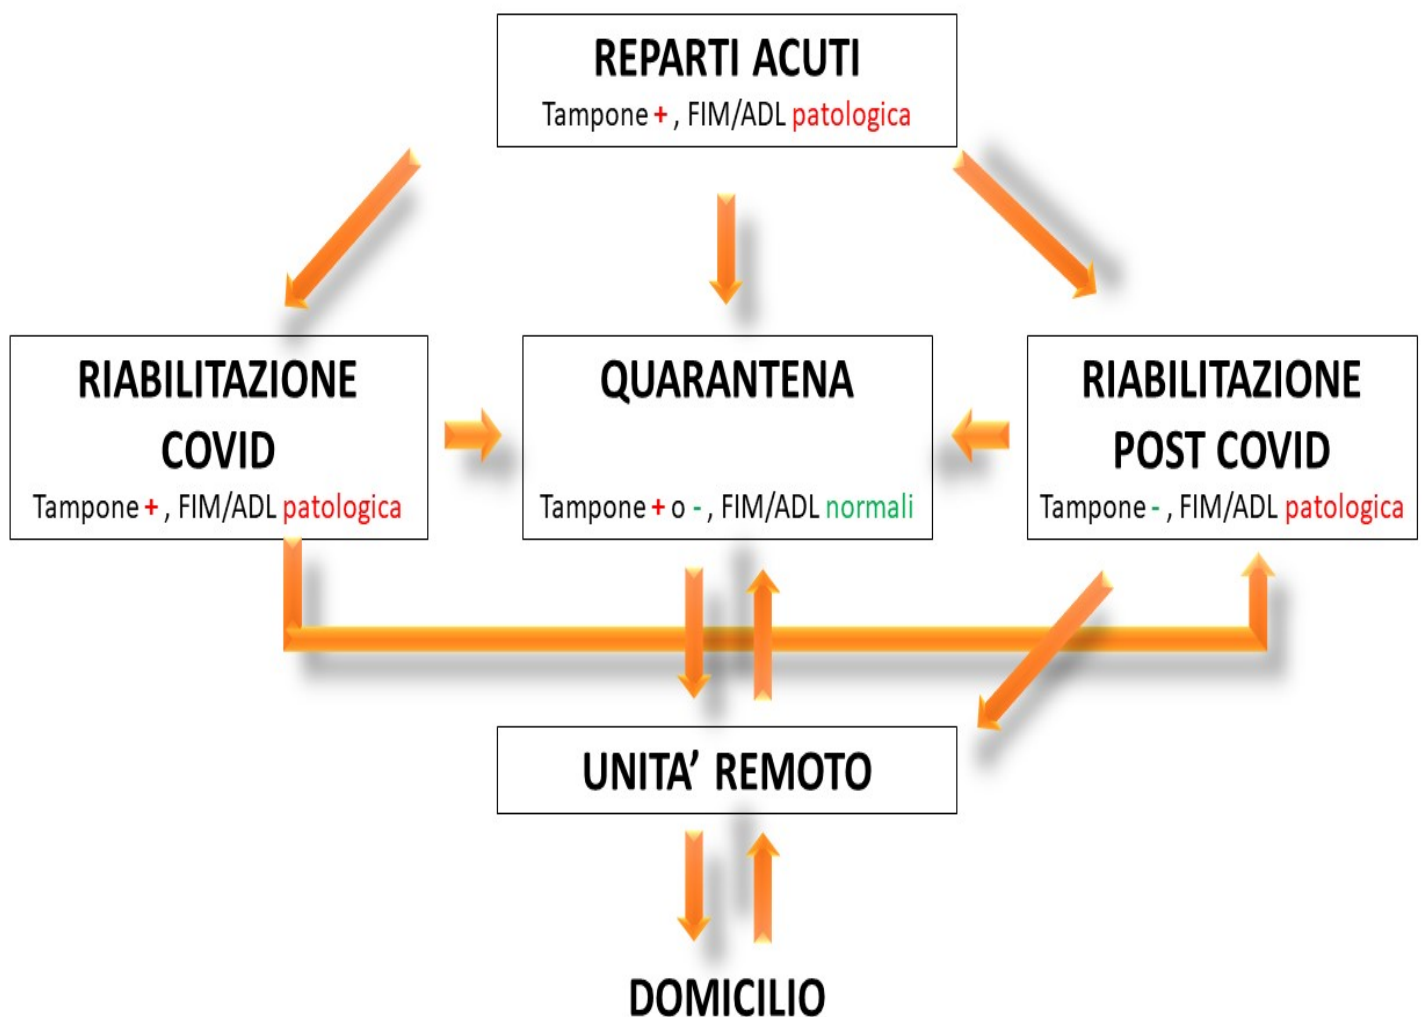 REPARTI ACUTI
Tampone + , FIM/ADL patologica
RIABILITAZIONE
COVID
Tampone + , FIM/ADL patologica
QUARANTENA
Tampone + o - , FIM/ADL normali
RIABILITAZIONE
POST COVID
Tampone - , FIM/ADL patologica
UNITA’ REMOTO
DOMICILIO